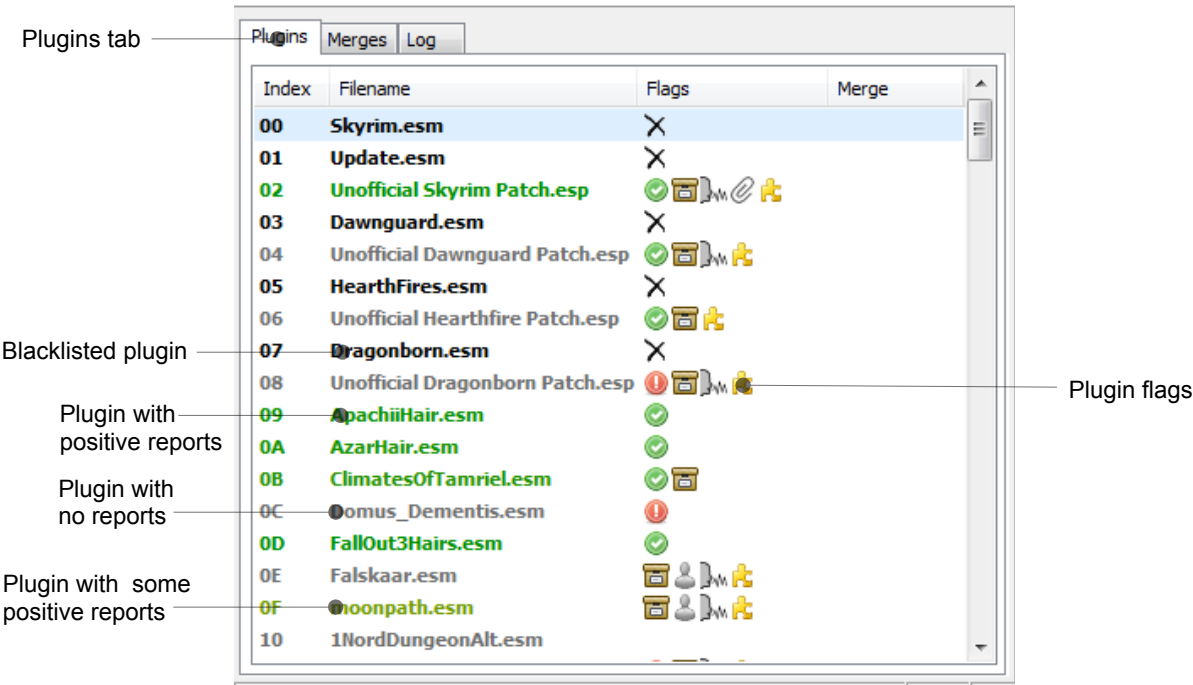 Plugins tab
Plugins Merges Log
Index Filename Flags Merge
00 Skyrim.esm
01 Update.esm
02 Unofficial Skyrim Patch.esp
03 Dawnguard.esm
04 Unofficial Dawnguard Patch.esp
05 HearthFires.esm
06 Unofficial Hearthfire Patch.esp
Blacklisted plugin
07 Dragonborn.esm
08 Unofficial Dragonborn Patch.esp
Plugin flags
Plugin with
positive reports
09 ApachiiHair.esm
0A AzarHair.esm
0B ClimatesOfTamriel.esm
Plugin with
no reports
0C Domus_Dementis.esm
0D FallOut3Hairs.esm
0E Falskaar.esm
Plugin with some
positive reports
0F moonpath.esm
10 1NordDungeonAlt.esm